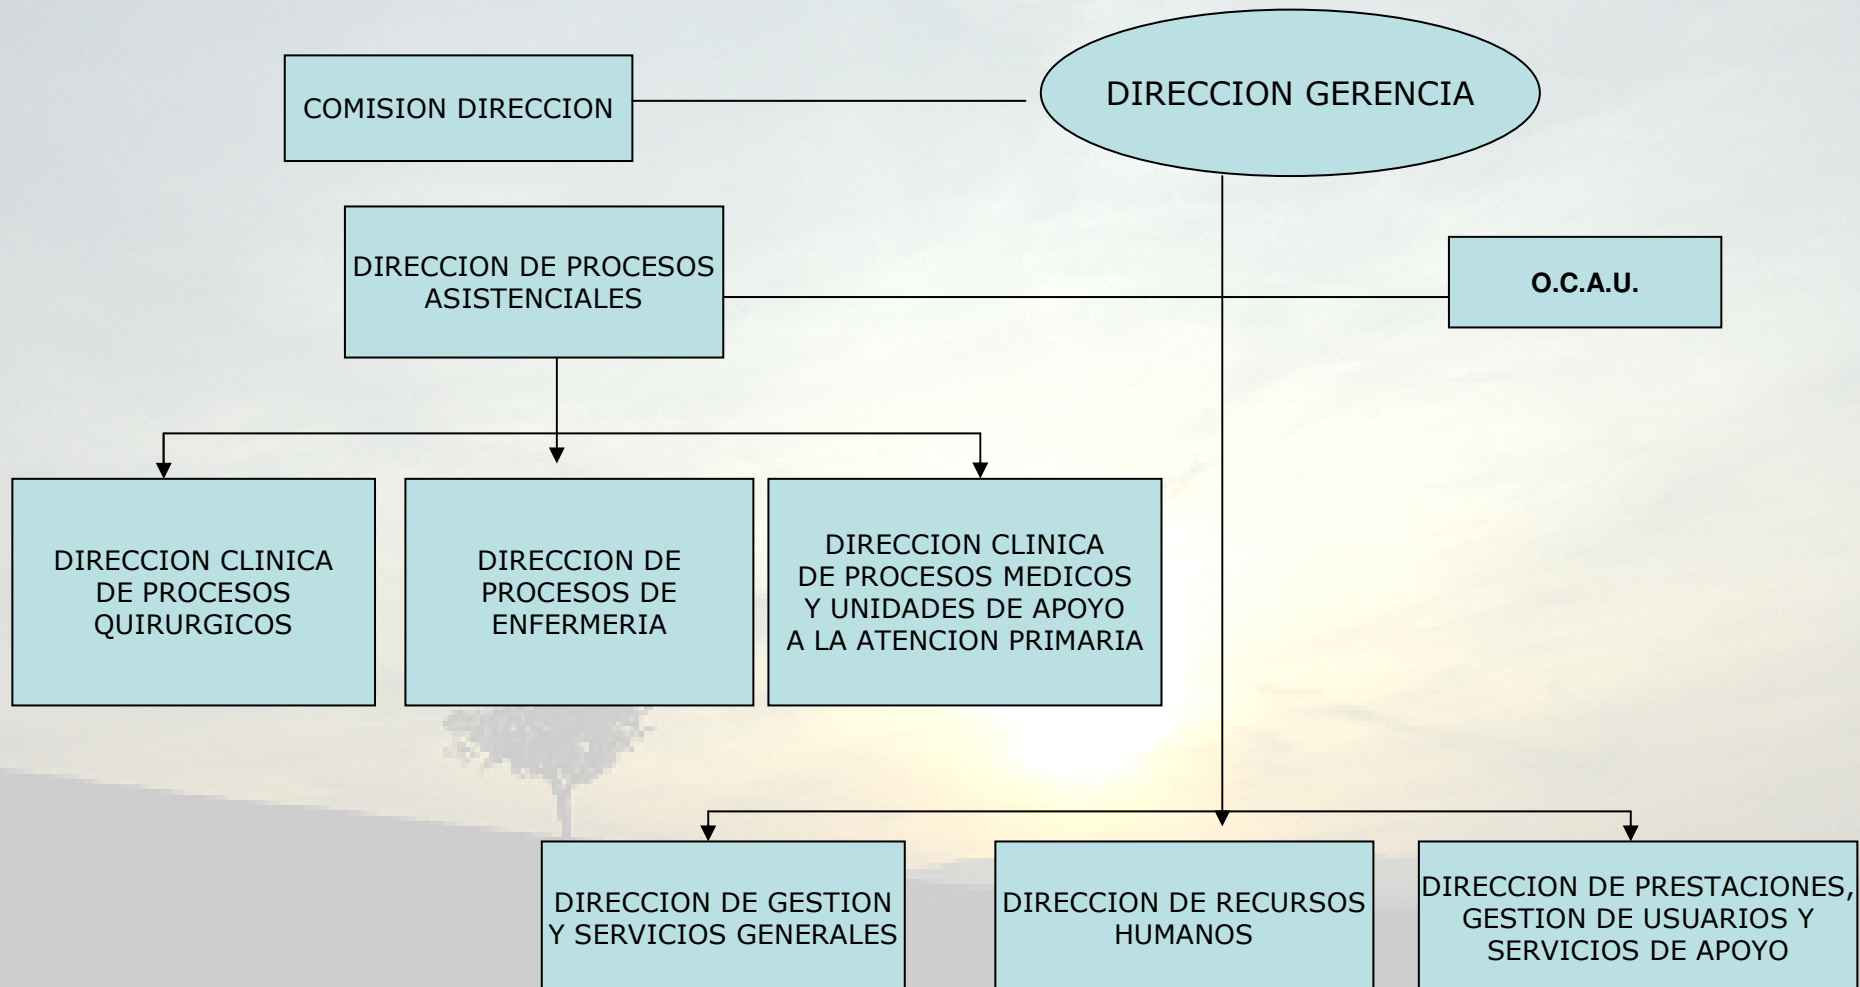 COMISION DIRECCION
DIRECCION GERENCIA
DIRECCION DE PROCESOS
ASISTENCIALES
O.C.A.U.
DIRECCION CLINICA
DE PROCESOS
QUIRURGICOS
DIRECCION DE
PROCESOS DE
ENFERMERIA
DIRECCION CLINICA
DE PROCESOS MEDICOS
Y UNIDADES DE APOYO
A LA ATENCION PRIMARIA
DIRECCION DE GESTION
Y SERVICIOS GENERALES
DIRECCION DE RECURSOS
HUMANOS
DIRECCION DE PRESTACIONES,
GESTION DE USUARIOS Y
SERVICIOS DE APOYO